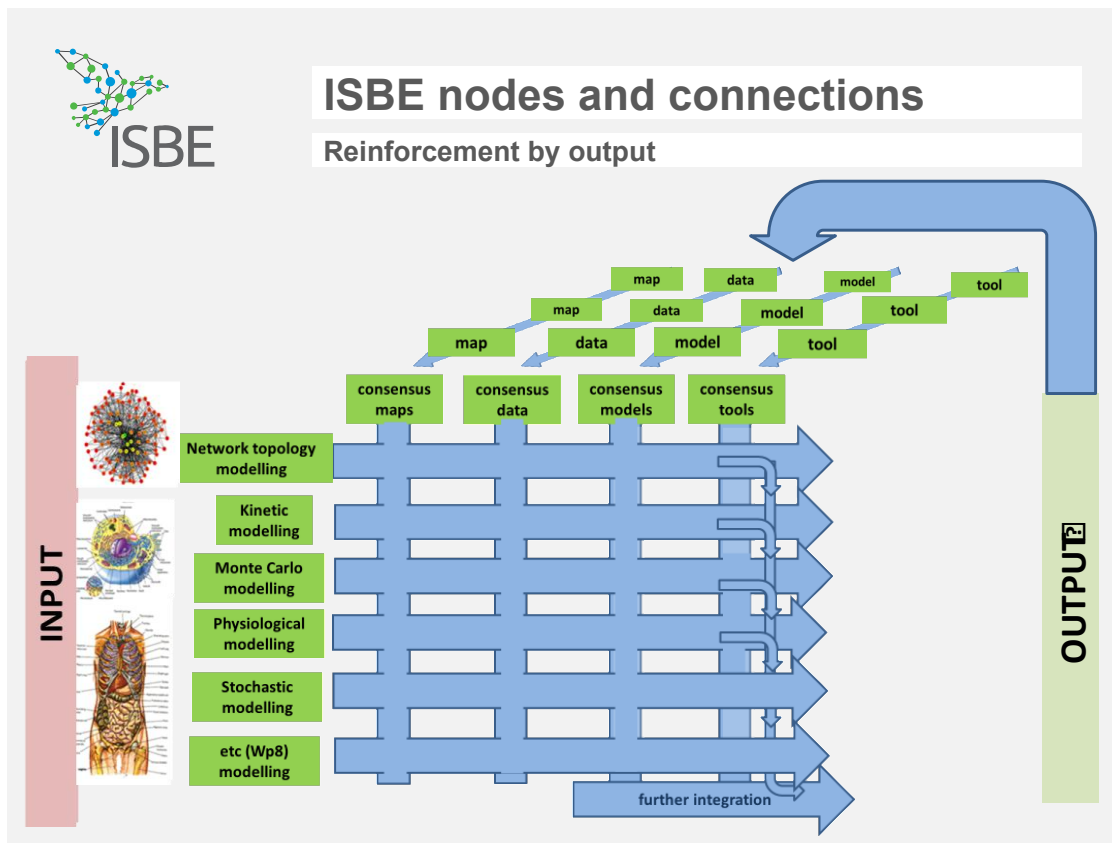 ISBE
ISBE nodes and connections
Reinforcement by output
map
data
model
tool
map
data
model
tool
map
data
model
tool
consensus
maps
consensus
data
consensus
models
consensus
tools
INPUT
Network topology
modelling
Kinetic
modelling
Monte Carlo
modelling
Physiological
modelling
Stochastic
modelling
etc (Wp8)
modelling
further integration
OUTPUT